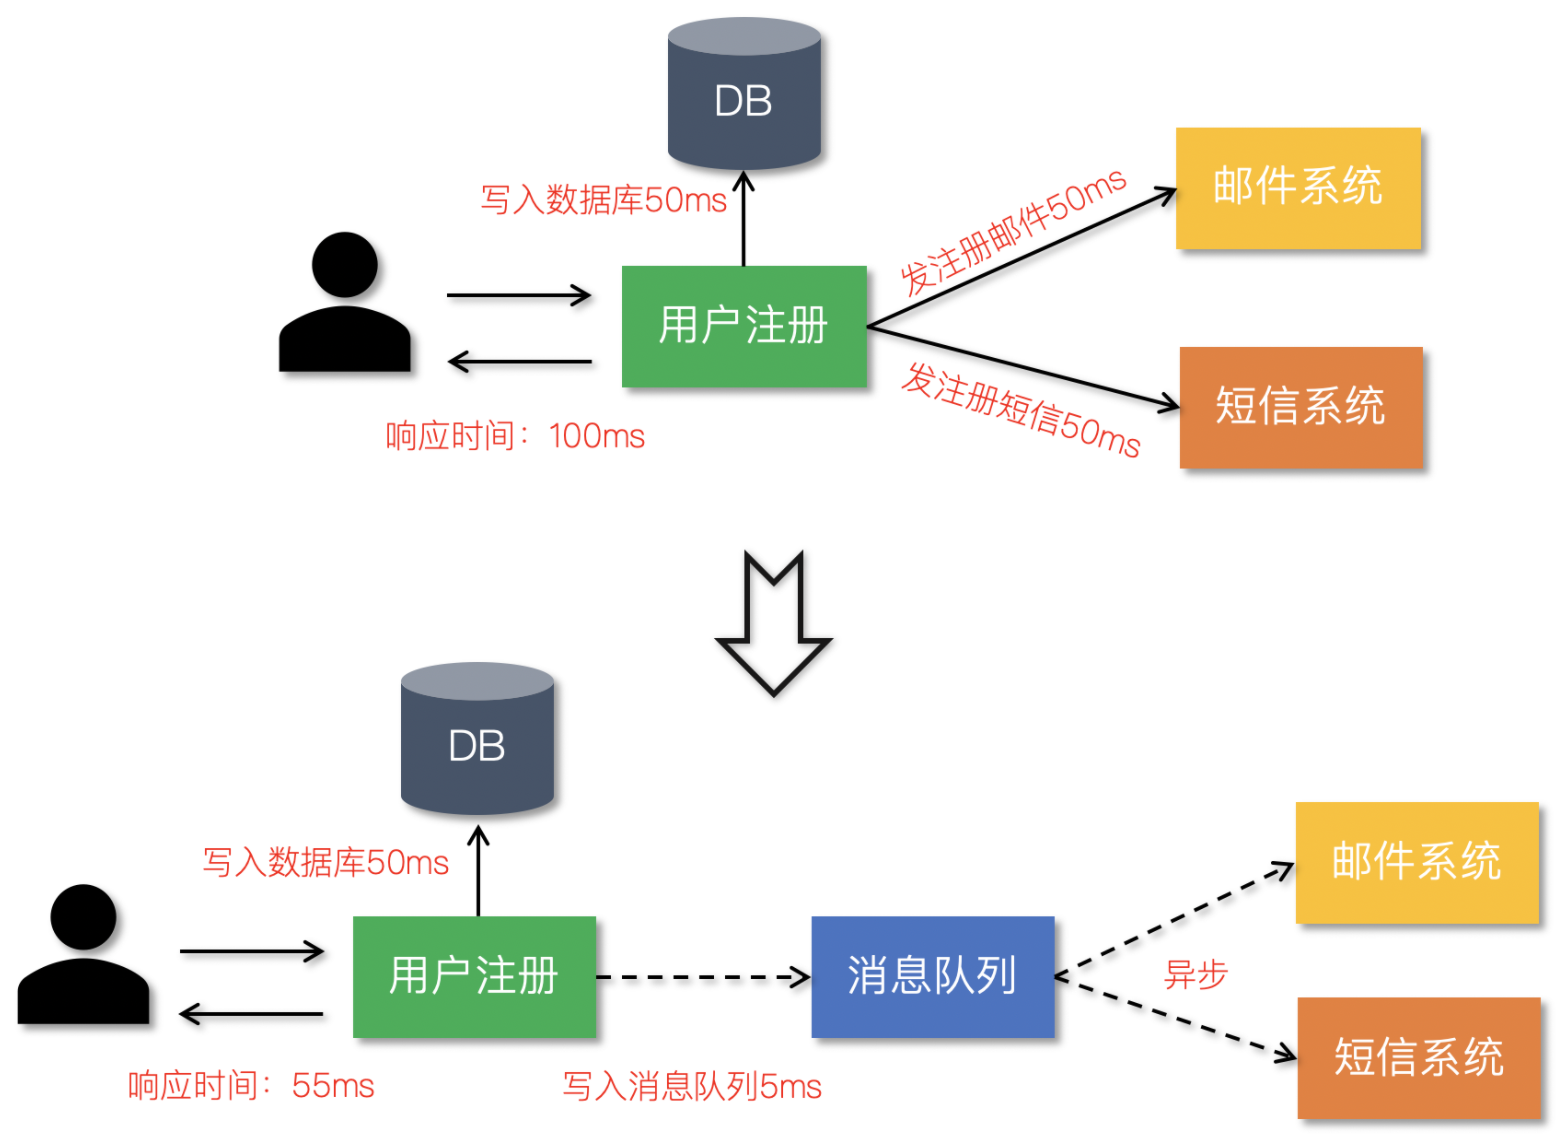 DB
写入数据库50ms
邮件系统
发注册邮件50ms
用户注册
发注册短信50ms
短信系统
响应时间：100ms
DB
写入数据库50ms
邮件系统
用户注册
消息队列
异步
短信系统
响应时间：55ms
写入消息队列5ms